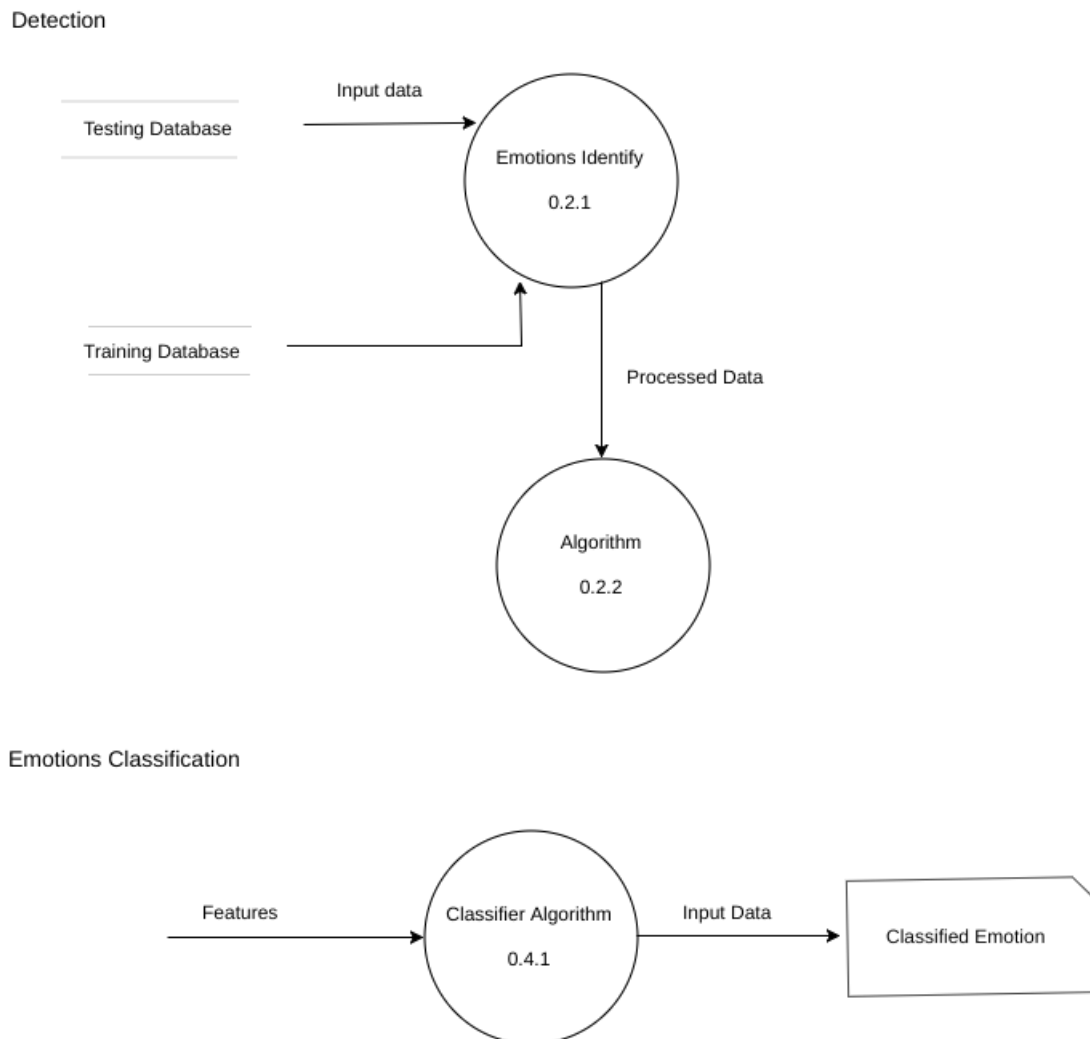 Detection
Input data
Testing Database
Emotions Identify
0.2.1
Training Database
Processed Data
Algorithm
0.2.2
Emotions Classification
Features
Classifier Algorithm
0.4.1
Input Data
Classified Emotion